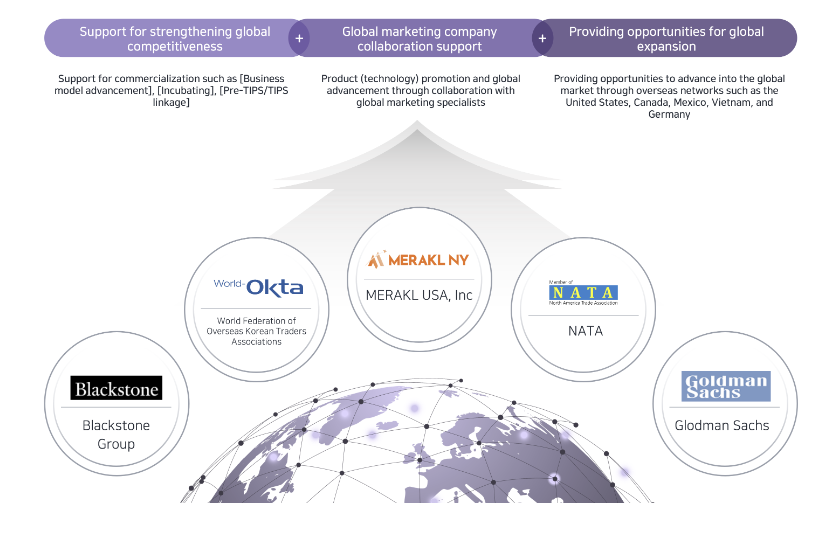 Support for strengthening global
competitiveness
+
Global marketing company
collaboration support
+
Providing opportunities for global
expansion
Support for commercialization such as [Business
model advancement], [Incubating], [Pre-TIPS/TIPS
linkage]
Product (technology) promotion and global
advancement through collaboration with
global marketing specialists
Providing opportunities to advance into the global
market through overseas networks such as the
United States, Canada, Mexico, Vietnam, and
Germany
MERAKL NY
MERAKL USA, Inc
World-Okta
World Federation of
Overseas Korean Traders
Associations
Member of
NATA
North America Trade Association
NATA
Blackstone
Blackstone
Group
Goldman
Sachs
Glodman Sachs